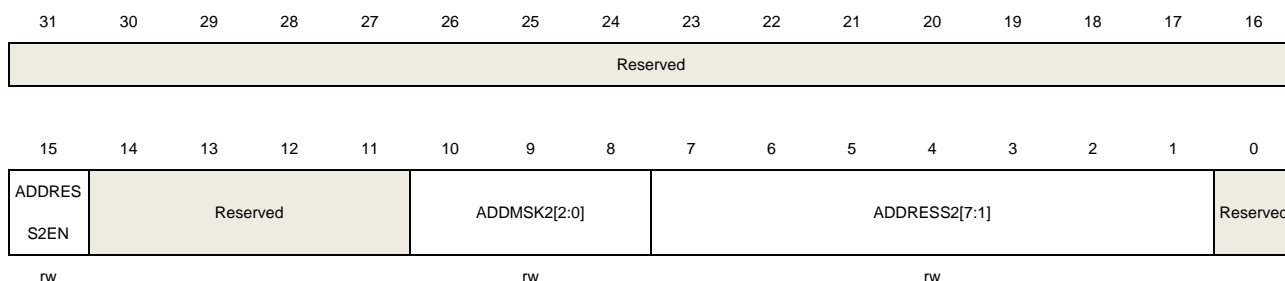 31 30 29 28 27 26 25 24 23 22 21 20 19 18 17 16
Reserved
15 14 13 12 11 10 9 8 7 6 5 4 3 2 1 0
ADDRES
S2EN
Reserved
ADDMSK2[2:0]
ADDRESS2[7:1]
Reserved
rw rw rw